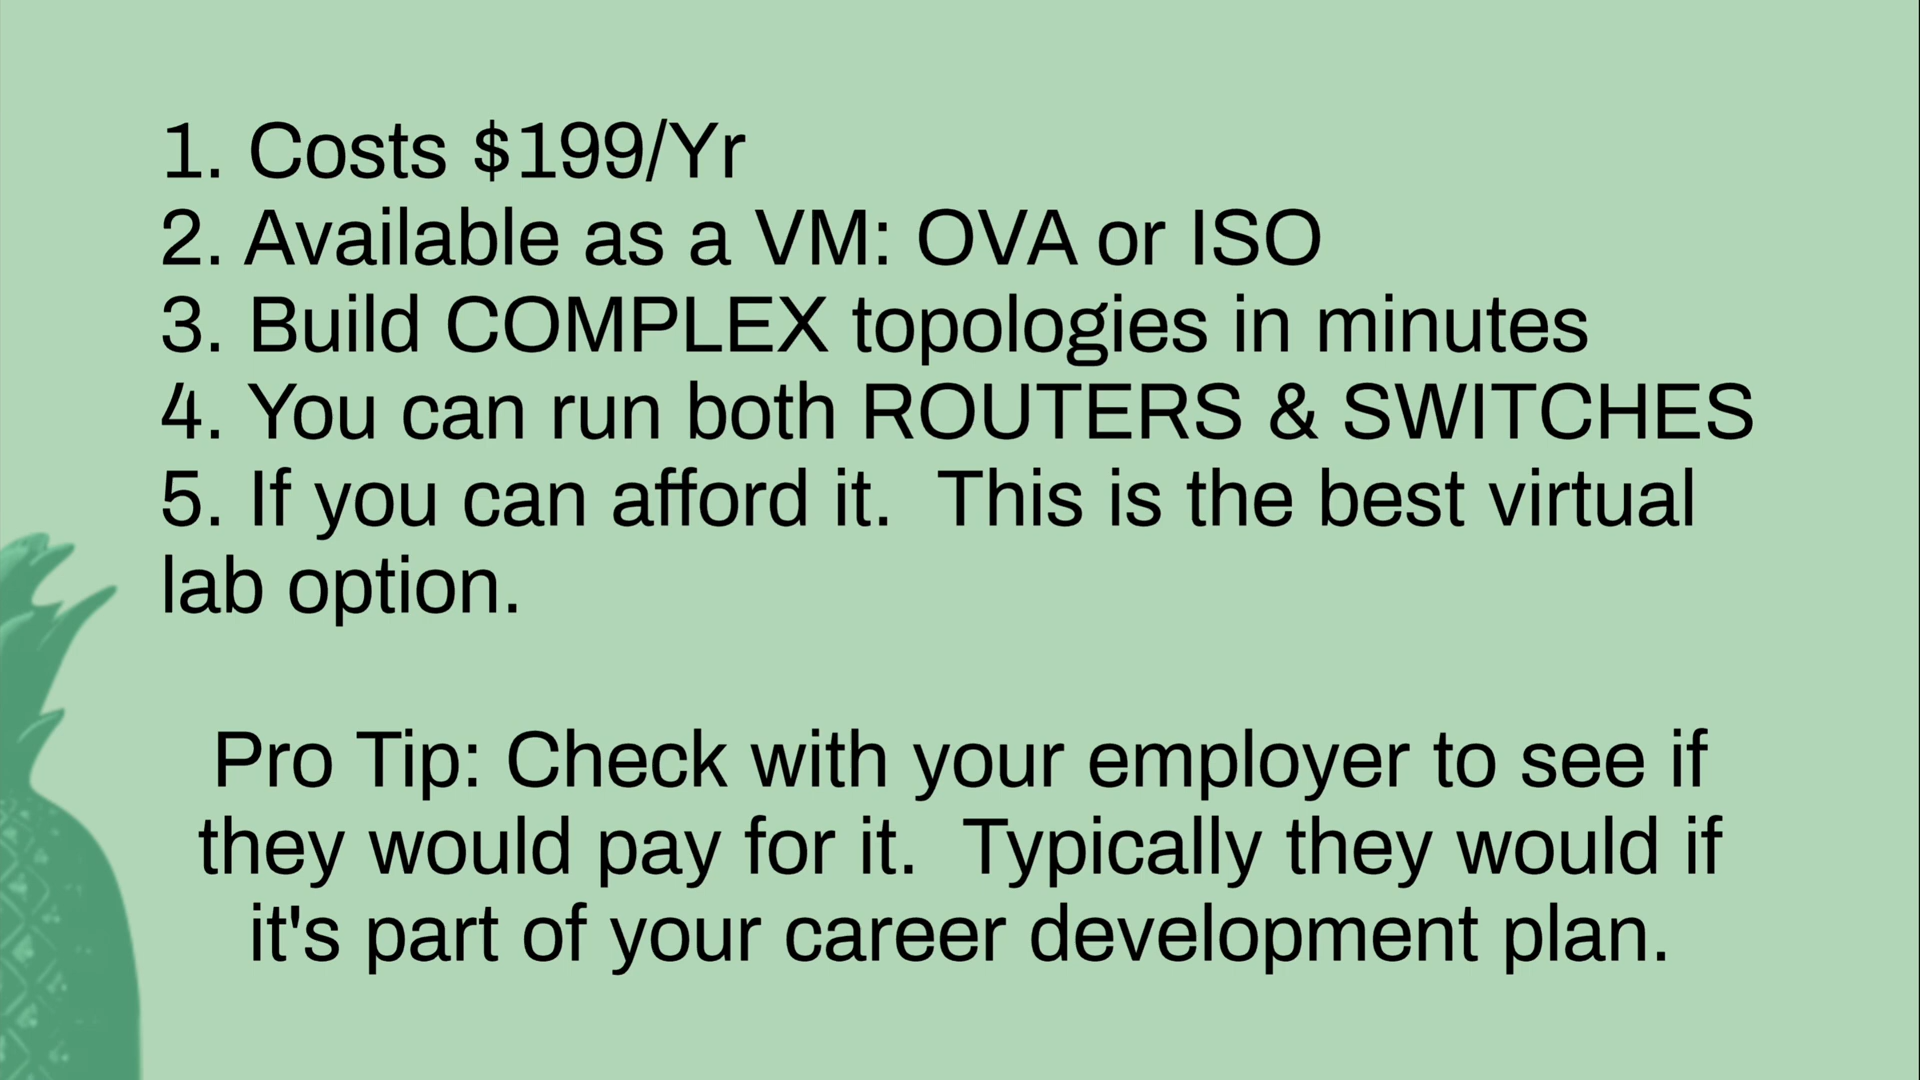 1. Costs $199/Yr
2. Available as a VM: OVA or ISO
3. Build COMPLEX topologies in minutes
4. You can run both ROUTERS & SWITCHES
5. If you can afford it.  This is the best virtual
lab option.
Pro Tip: Check with your employer to see if
they would pay for it.  Typically they would if
it's part of your career development plan.